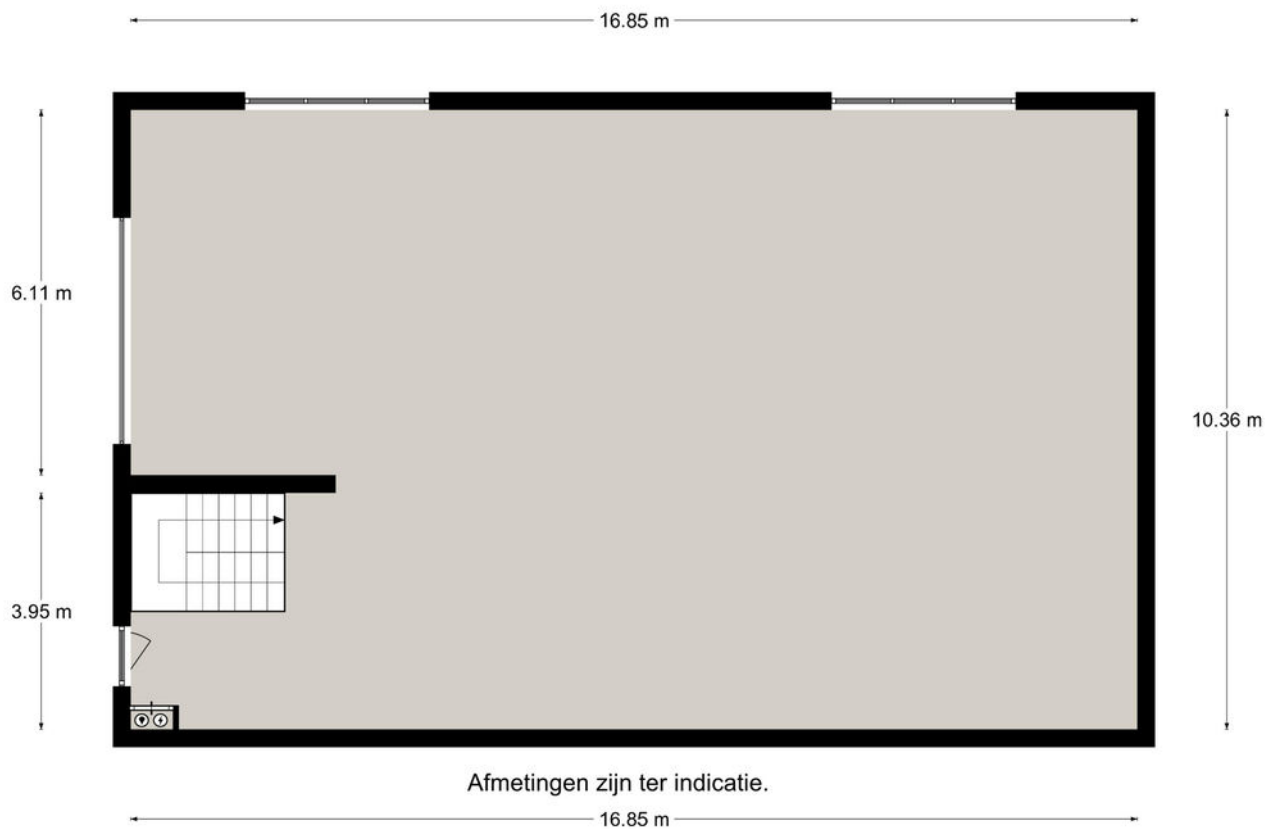 16.85 m
6.11 m
10.36 m
3.95 m
Afmetingen zijn ter indicatie.
16.85 m